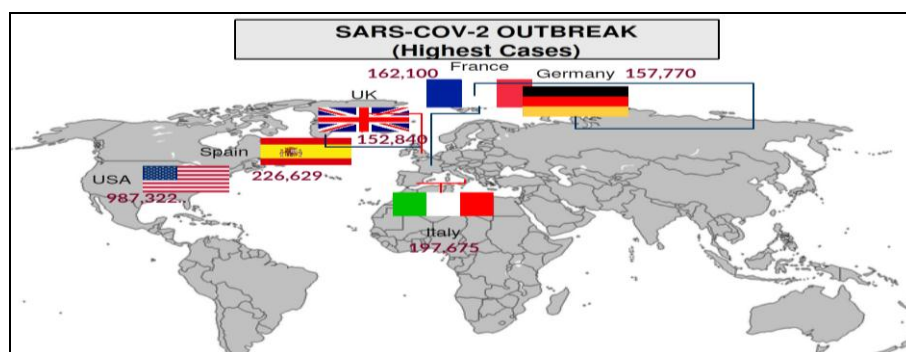 SARS-COV-2 OUTBREAK
(Highest Cases)
France
162,100
Germany 157,770
UK
152,840
Spain
226,629
USA
987,322
Italy
197,675